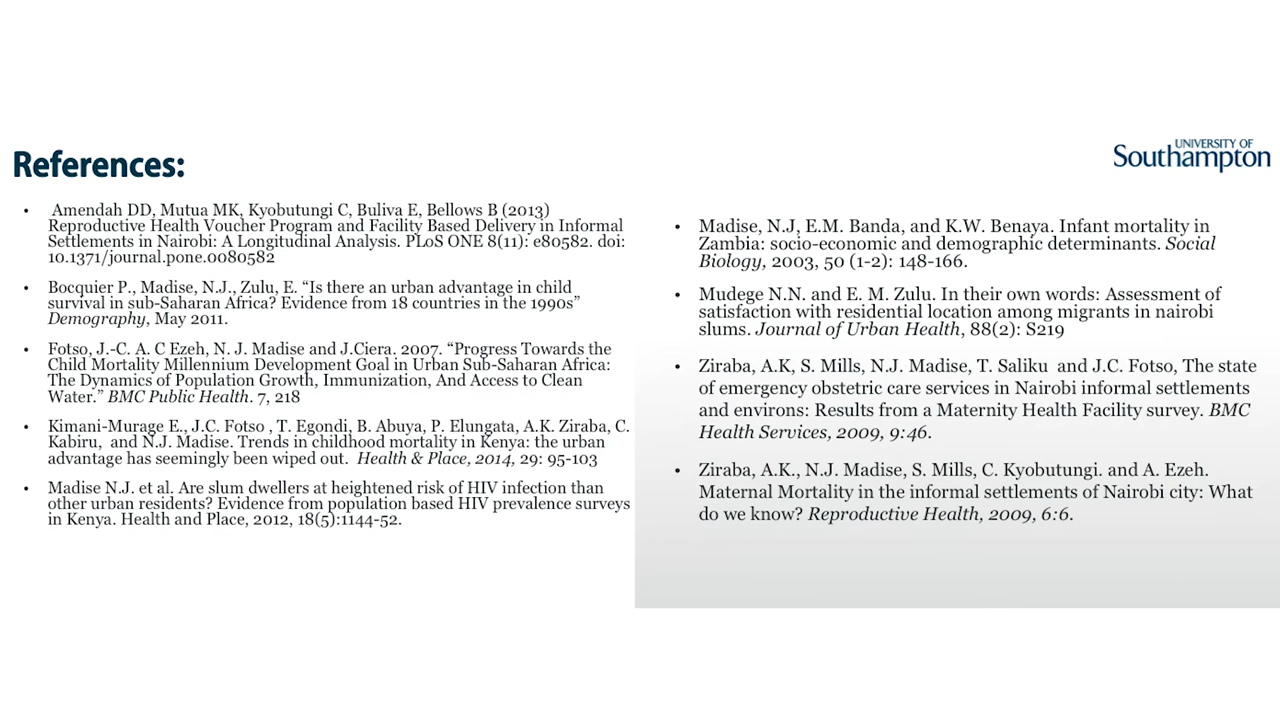 References:
UNIVERSITY OF
Southampton
• Amendah DD, Mutua MK, Kyobutungi C, Buliva E, Bellows B (2013)
Reproductive Health Voucher Program and Facility Based Delivery in Informal
Settlements in Nairobi: A Longitudinal Analysis. PLoS ONE 8(11): e80582. doi:
10.1371/journal.pone.0080582
• Bocquier P., Madise, N.J., Zulu, E. “Is there an urban advantage in child
survival in sub-Saharan Africa? Evidence from 18 countries in the 1990s”
Demography, May 2011.
• Fotso, J.-C. A. C Ezeh, N. J. Madise and J.Ciera. 2007. “Progress Towards the
Child Mortality Millennium Development Goal in Urban Sub-Saharan Africa:
The Dynamics of Population Growth, Immunization, And Access to Clean
Water.” BMC Public Health. 7, 218
• Kimani-Murage E., J.C. Fotso , T. Egondi, B. Abuya, P. Elungata, A.K. Ziraba, C.
Kabiru, and N.J. Madise. Trends in childhood mortality in Kenya: the urban
advantage has seemingly been wiped out. Health & Place, 2014, 29: 95-103
• Madise N.J. et al. Are slum dwellers at heightened risk of HIV infection than
other urban residents? Evidence from population based HIV prevalence surveys
in Kenya. Health and Place, 2012, 18(5):1144-52.
• Madise, N.J, E.M. Banda, and K.W. Benaya. Infant mortality in
Zambia: socio-economic and demographic determinants. Social
Biology, 2003, 50 (1-2): 148-166.
• Mudege N.N. and E. M. Zulu. In their own words: Assessment of
satisfaction with residential location among migrants in nairobi
slums. Journal of Urban Health, 88(2): S219
• Ziraba, A.K, S. Mills, N.J. Madise, T. Saliku and J.C. Fotso, The state
of emergency obstetric care services in Nairobi informal settlements
and environs: Results from a Maternity Health Facility survey. BMC
Health Services, 2009, 9:46.
• Ziraba, A.K., N.J. Madise, S. Mills, C. Kyobutungi. and A. Ezeh.
Maternal Mortality in the informal settlements of Nairobi city: What
do we know? Reproductive Health, 2009, 6:6.